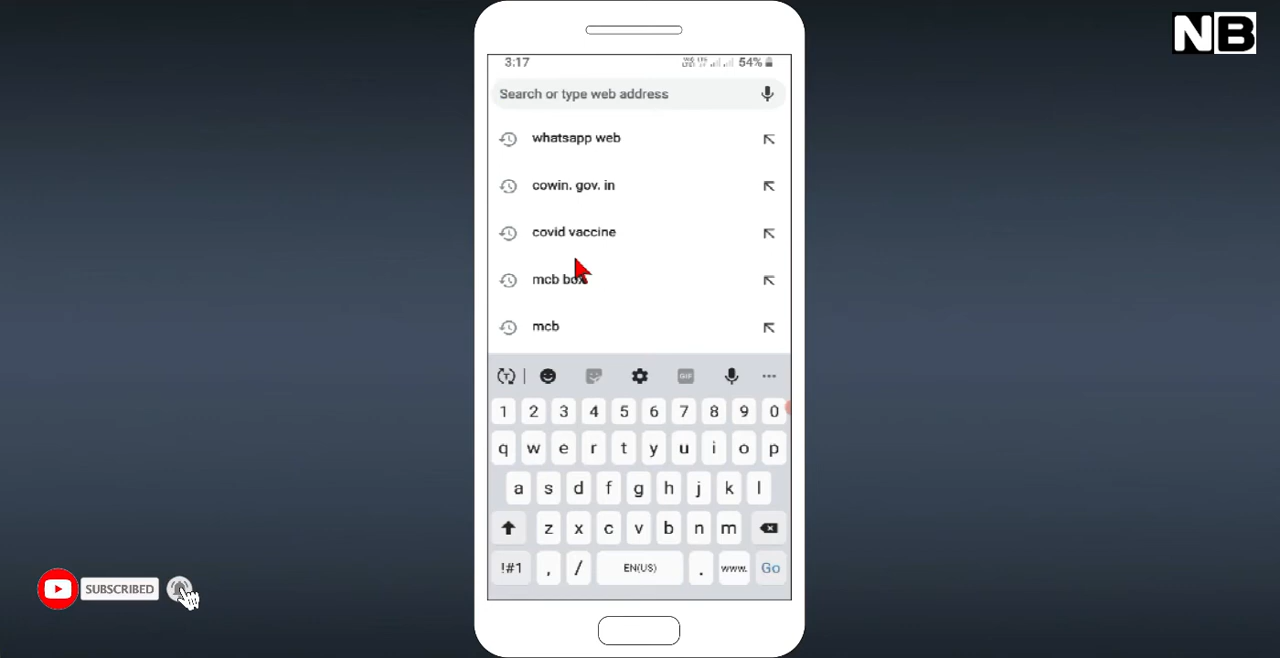 NB
3:17 54%
Search or type web address
whatsapp web
cowin. gov. in
covid vaccine
mcb box
mcb
GIF
1 2 3 4 5 6 7 8 9 0
q w e r t y u i o p
a s d f g h j k l
z x c v b n m
!#1 , / EN(US) . www. Go
SUBSCRIBED